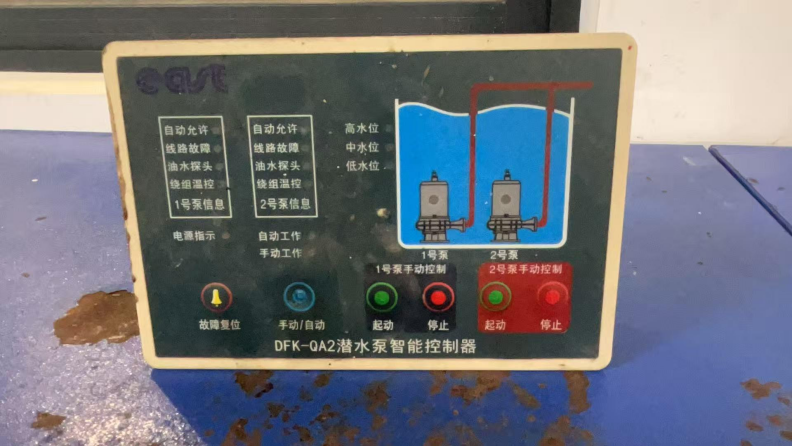 east
自动允许
线路故障
油水探头
绕组温控
1号泵信息
自动允许
线路故障
油水探头
绕组温控
2号泵信息
高水位
中水位
低水位
电源指示
自动工作
手动工作
1号泵
2号泵
1号泵手动控制
2号泵手动控制
故障复位
手动/自动
起动
停止
起动
停止
DFK-QA2潜水泵智能控制器